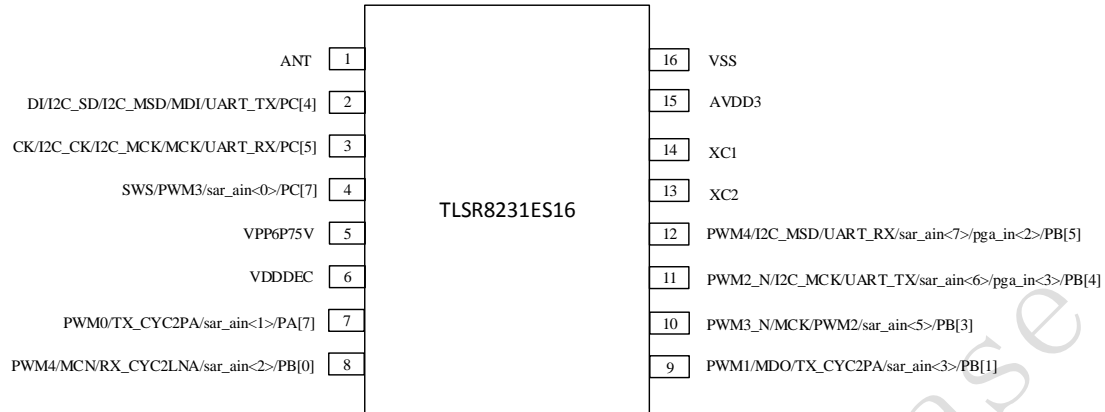 ANT 1
DI/I2C_SD/I2C_MSD/MDI/UART_TX/PC[4] 2
CK/I2C_CK/I2C_MCK/MCK/UART_RX/PC[5] 3
SWS/PWM3/sar_ain<0>/PC[7] 4
VPP6P75V 5
VDDDEC 6
PWM0/TX_CYC2PA/sar_ain<1>/PA[7] 7
PWM4/MCN/RX_CYC2LNA/sar_ain<2>/PB[0] 8
TLSR8231ES16
16 VSS
15 AVDD3
14 XC1
13 XC2
12 PWM4/I2C_MSD/UART_RX/sar_ain<7>/pga_in<2>/PB[5]
11 PWM2_N/I2C_MCK/UART_TX/sar_ain<6>/pga_in<3>/PB[4]
10 PWM3_N/MCK/PWM2/sar_ain<5>/PB[3]
9 PWM1/MDO/TX_CYC2PA/sar_ain<3>/PB[1]
se